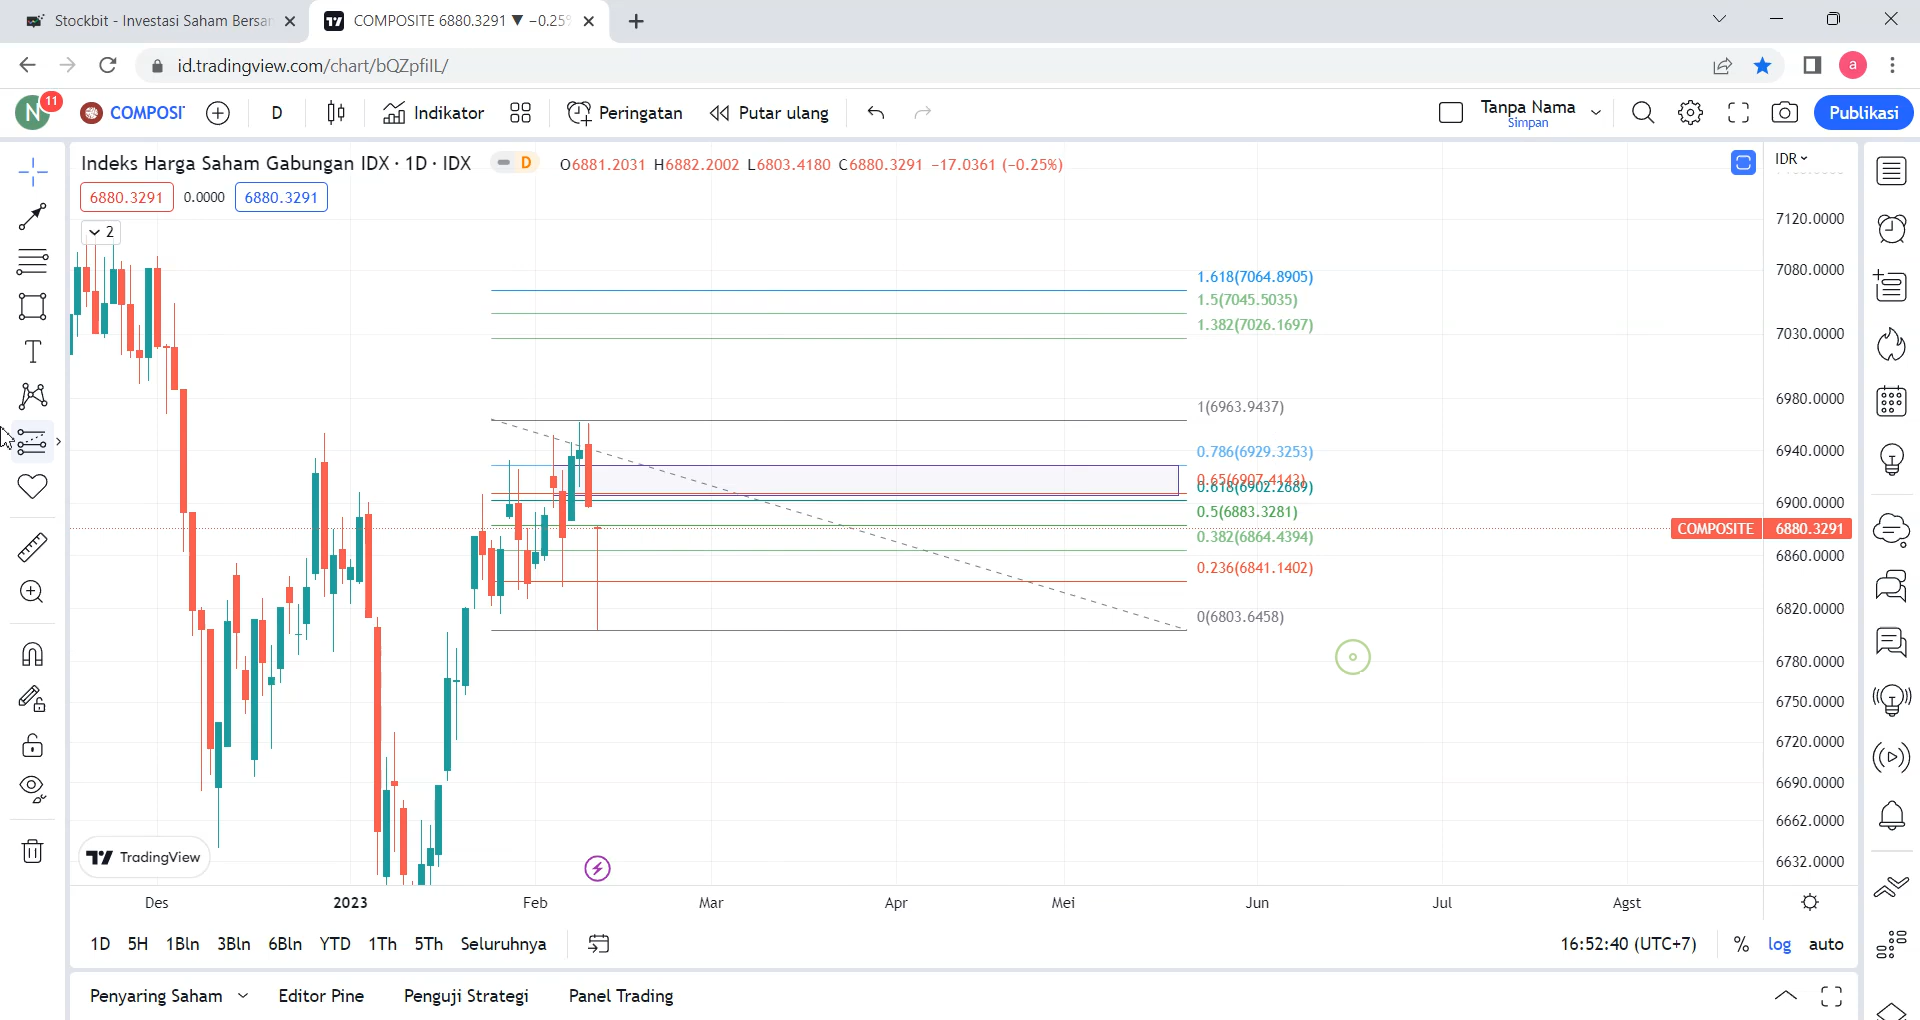 Stockbit - Investasi Saham Bersar
COMPOSITE 6880.3291 ▼ −0.25%
id.tradingview.com/chart/bQZpfilL/
a
N
11
COMPOSI
D
Indikator
Peringatan
Putar ulang
Tanpa Nama
Simpan
Publikasi
Indeks Harga Saham Gabungan IDX · 1D · IDX
D
O6881.2031 H6882.2002 L6803.4180 C6880.3291 −17.0361 (−0.25%)
IDR
6880.3291
0.0000
6880.3291
2
1.618(7064.8905)
1.5(7045.5035)
1.382(7026.1697)
1(6963.9437)
0.786(6929.3253)
0.65(6907.4143)
0.618(6902.2689)
0.5(6883.3281)
0.382(6864.4394)
0.236(6841.1402)
0(6803.6458)
7120.0000
7080.0000
7030.0000
6980.0000
6940.0000
6900.0000
COMPOSITE 6880.3291
6860.0000
6820.0000
6780.0000
6750.0000
6720.0000
6690.0000
6662.0000
6632.0000
TradingView
Des
2023
Feb
Mar
Apr
Mei
Jun
Jul
Agst
1D 5H 1Bln 3Bln 6Bln YTD 1Th 5Th Seluruhnya
16:52:40 (UTC+7)
% log auto
Penyaring Saham
Editor Pine
Penguji Strategi
Panel Trading